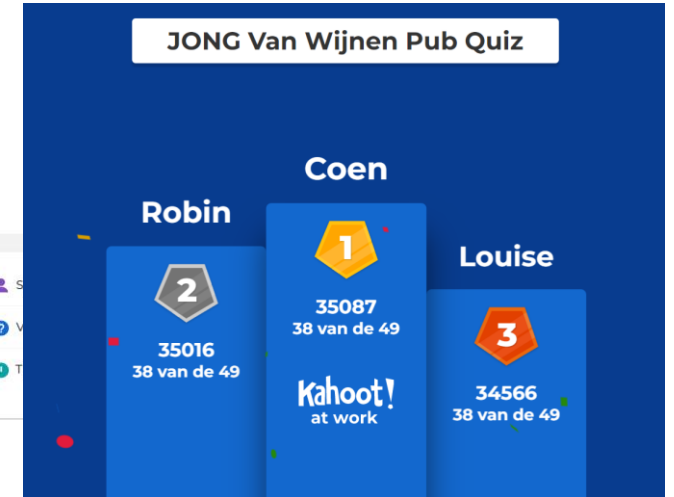 JONG Van Wijnen Pub Quiz
Coen
Robin
Louise
1
2
3
35087
38 van de 49
35016
38 van de 49
34566
38 van de 49
Kahoot!
at work
S
V
T